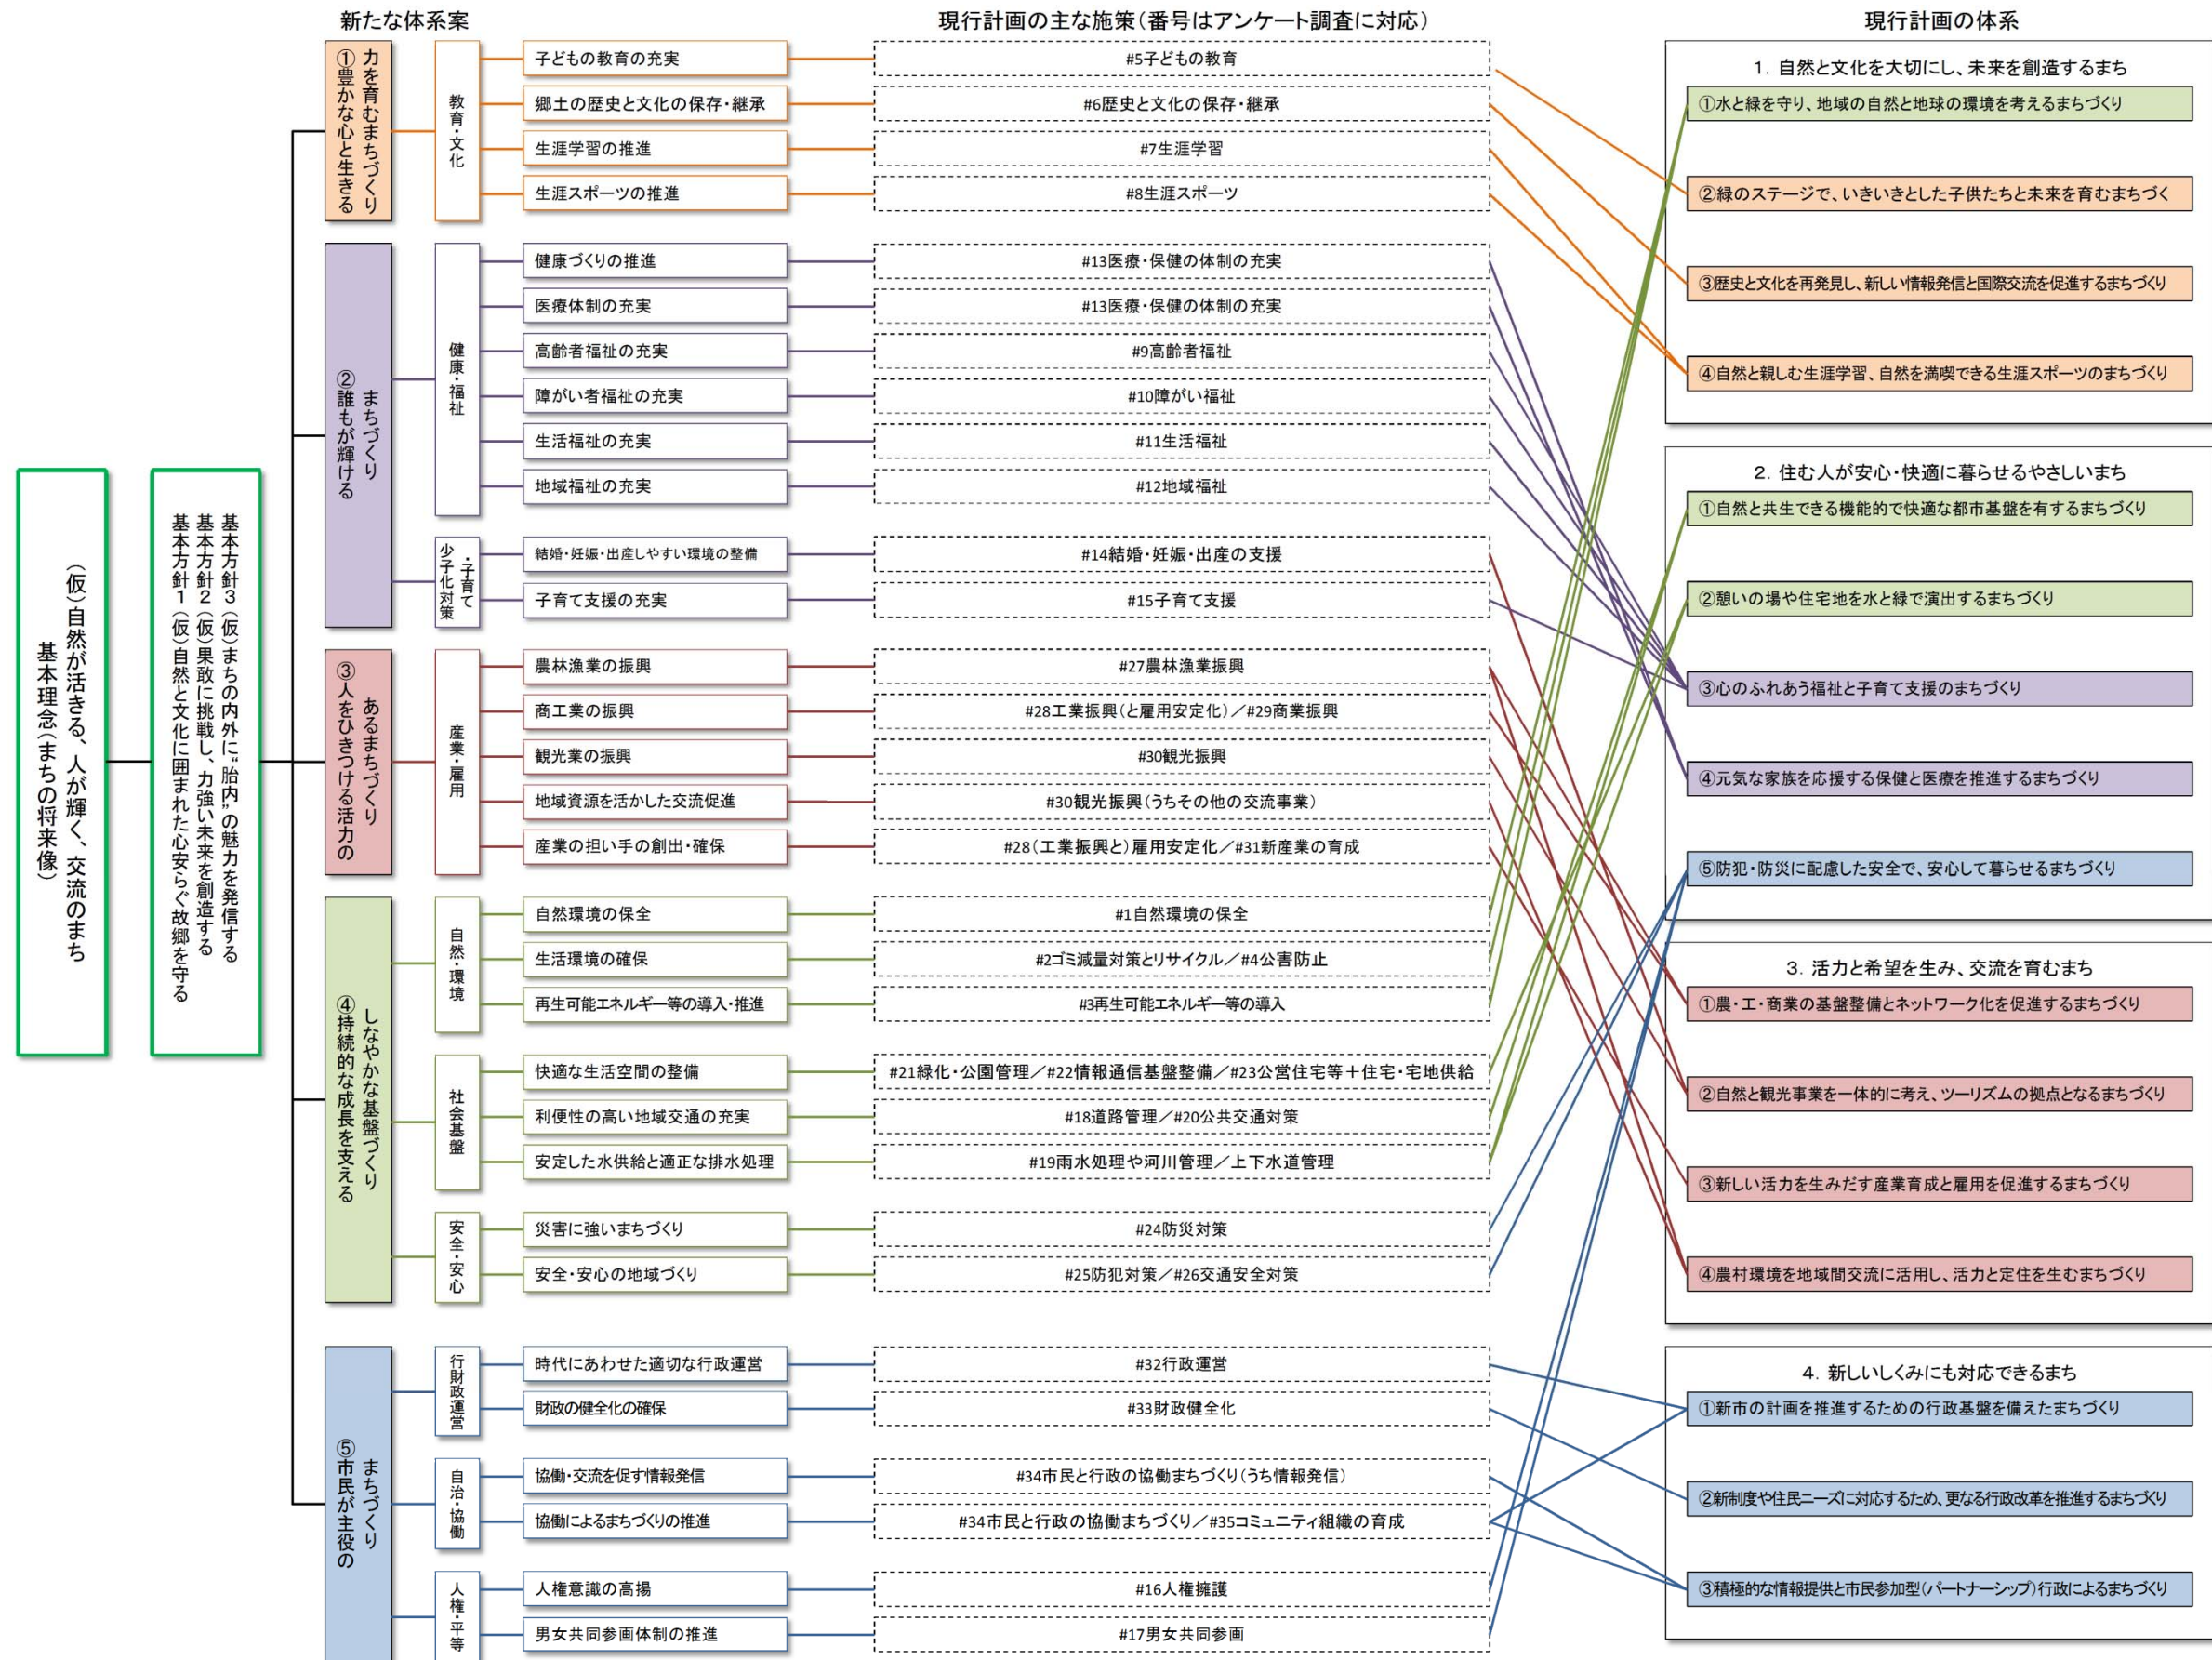 新たな体系案
現行計画の主な施策(番号はアンケート調査に対応)
現行計画の体系
(仮)自然が活きる、人が輝く、交流のまち
基本理念(まちの将来像)
基本方針3(仮)まちの内外に“胎内”の魅力を発信する
基本方針2(仮)果敢に挑戦し、力強い未来を創造する
基本方針1(仮)自然と文化に囲まれた心安らぐ故郷を守る
①豊かな心と生きる
力を育むまちづくり
教育・文化
子どもの教育の充実
#5子どもの教育
郷土の歴史と文化の保存・継承
#6歴史と文化の保存・継承
生涯学習の推進
#7生涯学習
生涯スポーツの推進
#8生涯スポーツ
②誰もが輝ける
まちづくり
健康・福祉
健康づくりの推進
#13医療・保健の体制の充実
医療体制の充実
#13医療・保健の体制の充実
高齢者福祉の充実
#9高齢者福祉
障がい者福祉の充実
#10障がい福祉
生活福祉の充実
#11生活福祉
地域福祉の充実
#12地域福祉
少子化対策
・子育て
結婚・妊娠・出産しやすい環境の整備
#14結婚・妊娠・出産の支援
子育て支援の充実
#15子育て支援
③人をひきつける活力の
あるまちづくり
産業・雇用
農林漁業の振興
#27農林漁業振興
商工業の振興
#28工業振興(と雇用安定化)/#29商業振興
観光業の振興
#30観光振興
地域資源を活かした交流促進
#30観光振興(うちその他の交流事業)
産業の担い手の創出・確保
#28(工業振興と)雇用安定化/#31新産業の育成
④持続的な成長を支える
しなやかな基盤づくり
自然・環境
自然環境の保全
#1自然環境の保全
生活環境の確保
#2ゴミ減量対策とリサイクル/#4公害防止
再生可能エネルギー等の導入・推進
#3再生可能エネルギー等の導入
社会基盤
快適な生活空間の整備
#21緑化・公園管理/#22情報通信基盤整備/#23公営住宅等+住宅・宅地供給
利便性の高い地域交通の充実
#18道路管理/#20公共交通対策
安定した水供給と適正な排水処理
#19雨水処理や河川管理/上下水道管理
安全・安心
災害に強いまちづくり
#24防災対策
安全・安心の地域づくり
#25防犯対策/#26交通安全対策
⑤市民が主役の
まちづくり
行財政運営
時代にあわせた適切な行政運営
#32行政運営
財政の健全化の確保
#33財政健全化
自治・協働
協働・交流を促す情報発信
#34市民と行政の協働まちづくり(うち情報発信)
協働によるまちづくりの推進
#34市民と行政の協働まちづくり/#35コミュニティ組織の育成
人権・平等
人権意識の高揚
#16人権擁護
男女共同参画体制の推進
#17男女共同参画
1. 自然と文化を大切にし、未来を創造するまち
①水と緑を守り、地域の自然と地球の環境を考えるまちづくり
②緑のステージで、いきいきとした子供たちと未来を育むまちづく
③歴史と文化を再発見し、新しい情報発信と国際交流を促進するまちづくり
④自然と親しむ生涯学習、自然を満喫できる生涯スポーツのまちづくり
2. 住む人が安心・快適に暮らせるやさしいまち
①自然と共生できる機能的で快適な都市基盤を有するまちづくり
②憩いの場や住宅地を水と緑で演出するまちづくり
③心のふれあう福祉と子育て支援のまちづくり
④元気な家族を応援する保健と医療を推進するまちづくり
⑤防犯・防災に配慮した安全で、安心して暮らせるまちづくり
3. 活力と希望を生み、交流を育むまち
①農・工・商業の基盤整備とネットワーク化を促進するまちづくり
②自然と観光事業を一体的に考え、ツーリズムの拠点となるまちづくり
③新しい活力を生みだす産業育成と雇用を促進するまちづくり
④農村環境を地域間交流に活用し、活力と定住を生むまちづくり
4. 新しいしくみにも対応できるまち
①新市の計画を推進するための行政基盤を備えたまちづくり
②新制度や住民ニーズに対応するため、更なる行政改革を推進するまちづくり
③積極的な情報提供と市民参加型(パートナーシップ)行政によるまちづくり